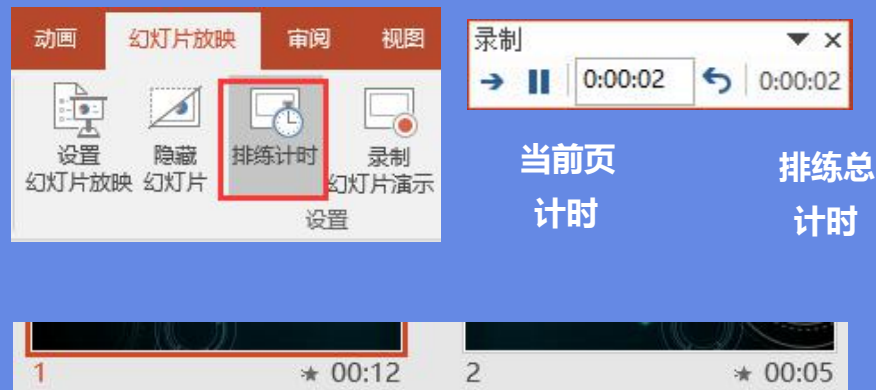 动画 幻灯片放映 审阅 视图
设置
幻灯片放映
隐藏
幻灯片
排练计时
录制
幻灯片演示
设置
录制
0:00:02 0:00:02
当前页
计时
排练总
计时
1 00:12
2 00:05